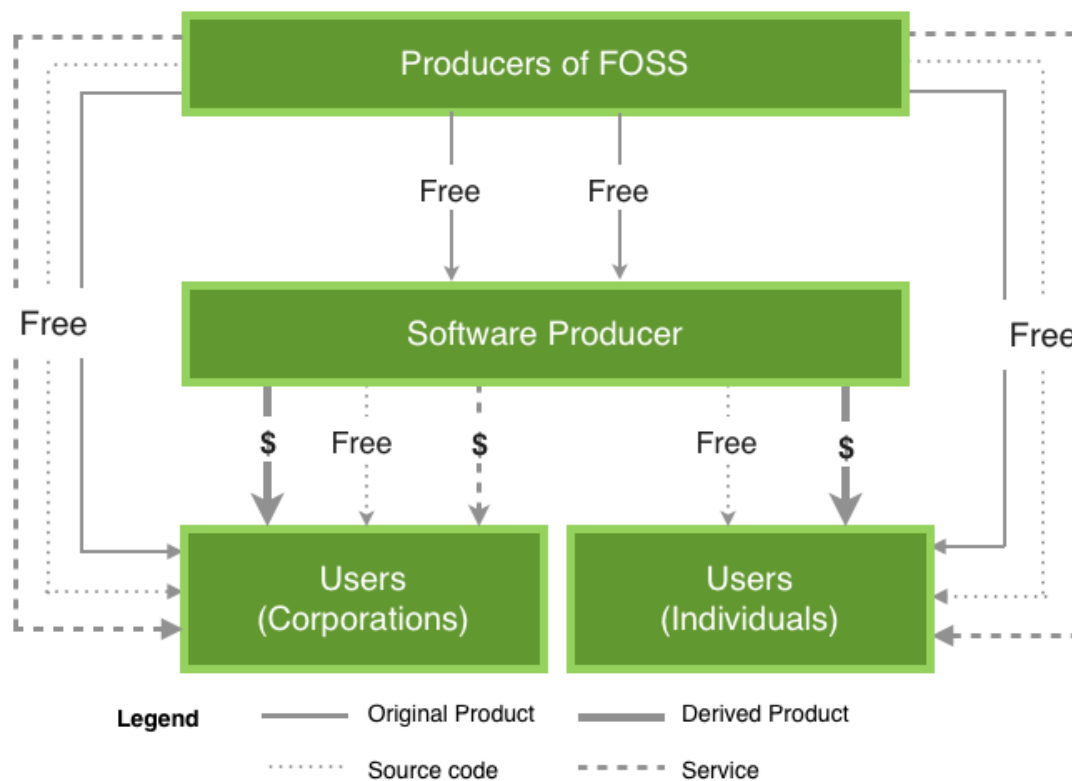 Producers of FOSS
Free Free
Free Free
Software Producer
$ Free $ Free $
Users
(Corporations)
Users
(Individuals)
Legend Original Product Derived Product
Source code Service